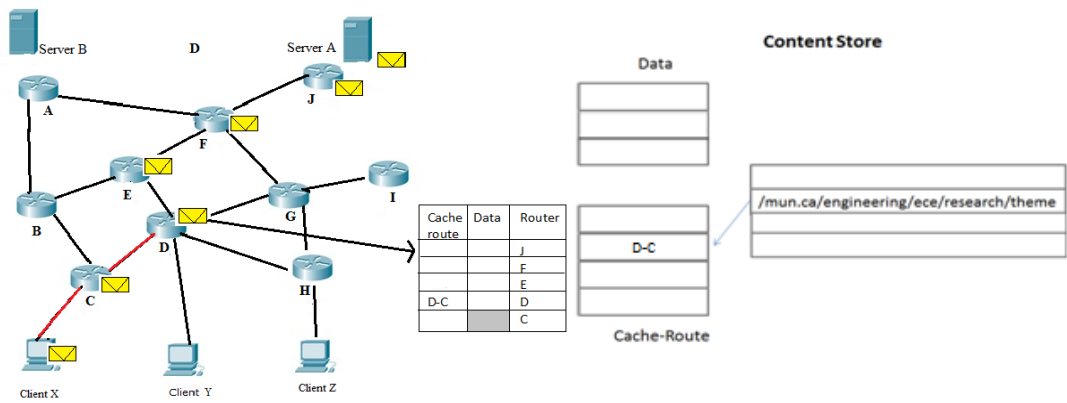 Server B
D
Server A
A
J
F
E
B
G
I
D
C
H
Client X
Client Y
Client Z
Cache route Data Router
J
F
E
D-C D
C
Content Store
Data
/mun.ca/engineering/ece/research/theme
D-C
Cache-Route